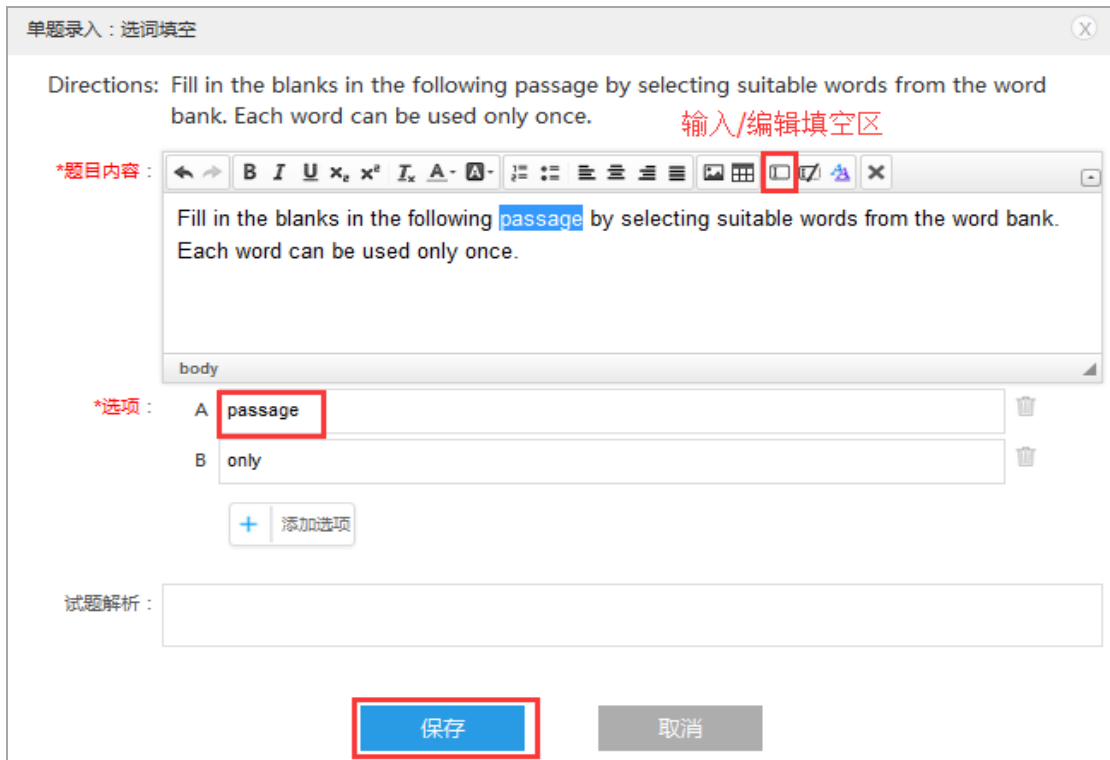 单题录入：选词填空
Directions: Fill in the blanks in the following passage by selecting suitable words from the word
bank. Each word can be used only once.
输入/编辑填空区
*题目内容：
Fill in the blanks in the following passage by selecting suitable words from the word bank.
Each word can be used only once.
body
*选项：
A passage
B only
+ 添加选项
试题解析：
保存 取消